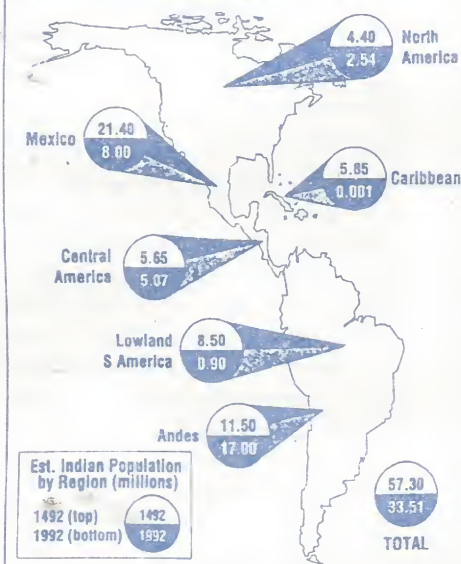 4.40
2.54
North
America
Mexico
21.40
8.00
5.85
0.001
Caribbean
Central
America
5.65
5.07
Lowland
S America
8.50
0.90
Andes
11.50
17.00
Est. Indian Population
by Region (millions)
1492 (top)
1992 (bottom)
1492
1992
57.30
33.51
TOTAL